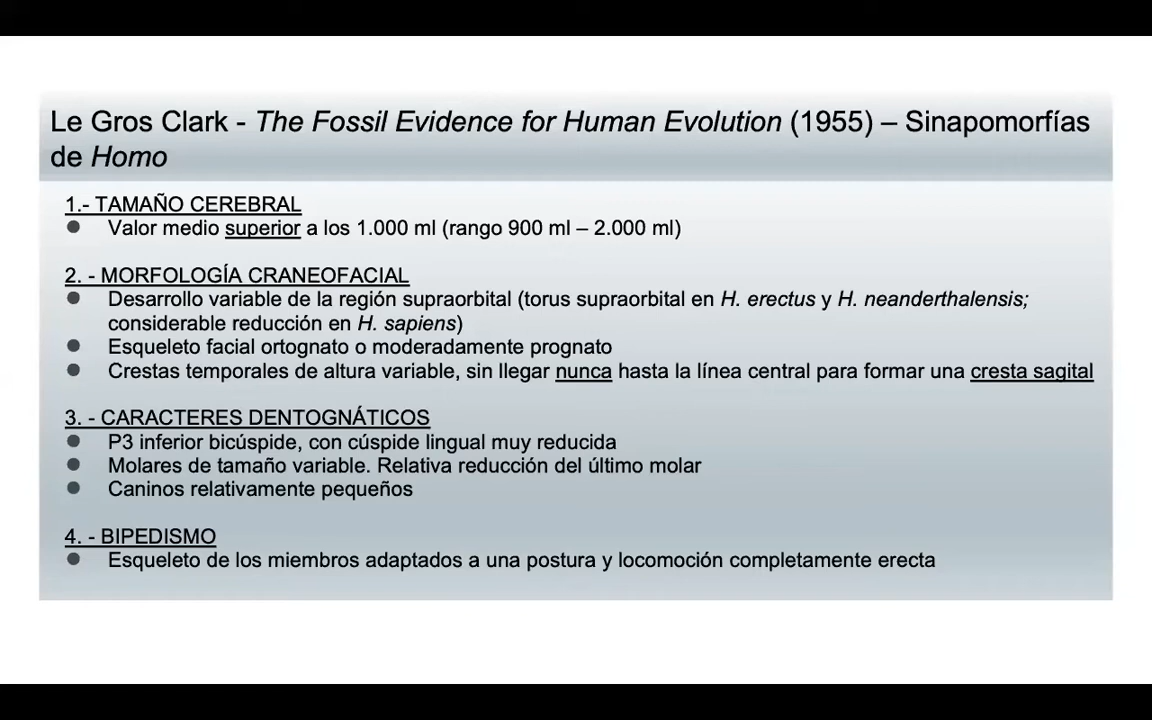 Le Gros Clark - The Fossil Evidence for Human Evolution (1955) – Sinapomorfías
de Homo
1.- TAMAÑO CEREBRAL
● Valor medio superior a los 1.000 ml (rango 900 ml – 2.000 ml)
2. - MORFOLOGÍA CRANEOFACIAL
● Desarrollo variable de la región supraorbital (torus supraorbital en H. erectus y H. neanderthalensis;
considerable reducción en H. sapiens)
● Esqueleto facial ortognato o moderadamente prognato
● Crestas temporales de altura variable, sin llegar nunca hasta la línea central para formar una cresta sagital
3. - CARACTERES DENTOGNÁTICOS
● P3 inferior bicúspide, con cúspide lingual muy reducida
● Molares de tamaño variable. Relativa reducción del último molar
● Caninos relativamente pequeños
4. - BIPEDISMO
● Esqueleto de los miembros adaptados a una postura y locomoción completamente erecta